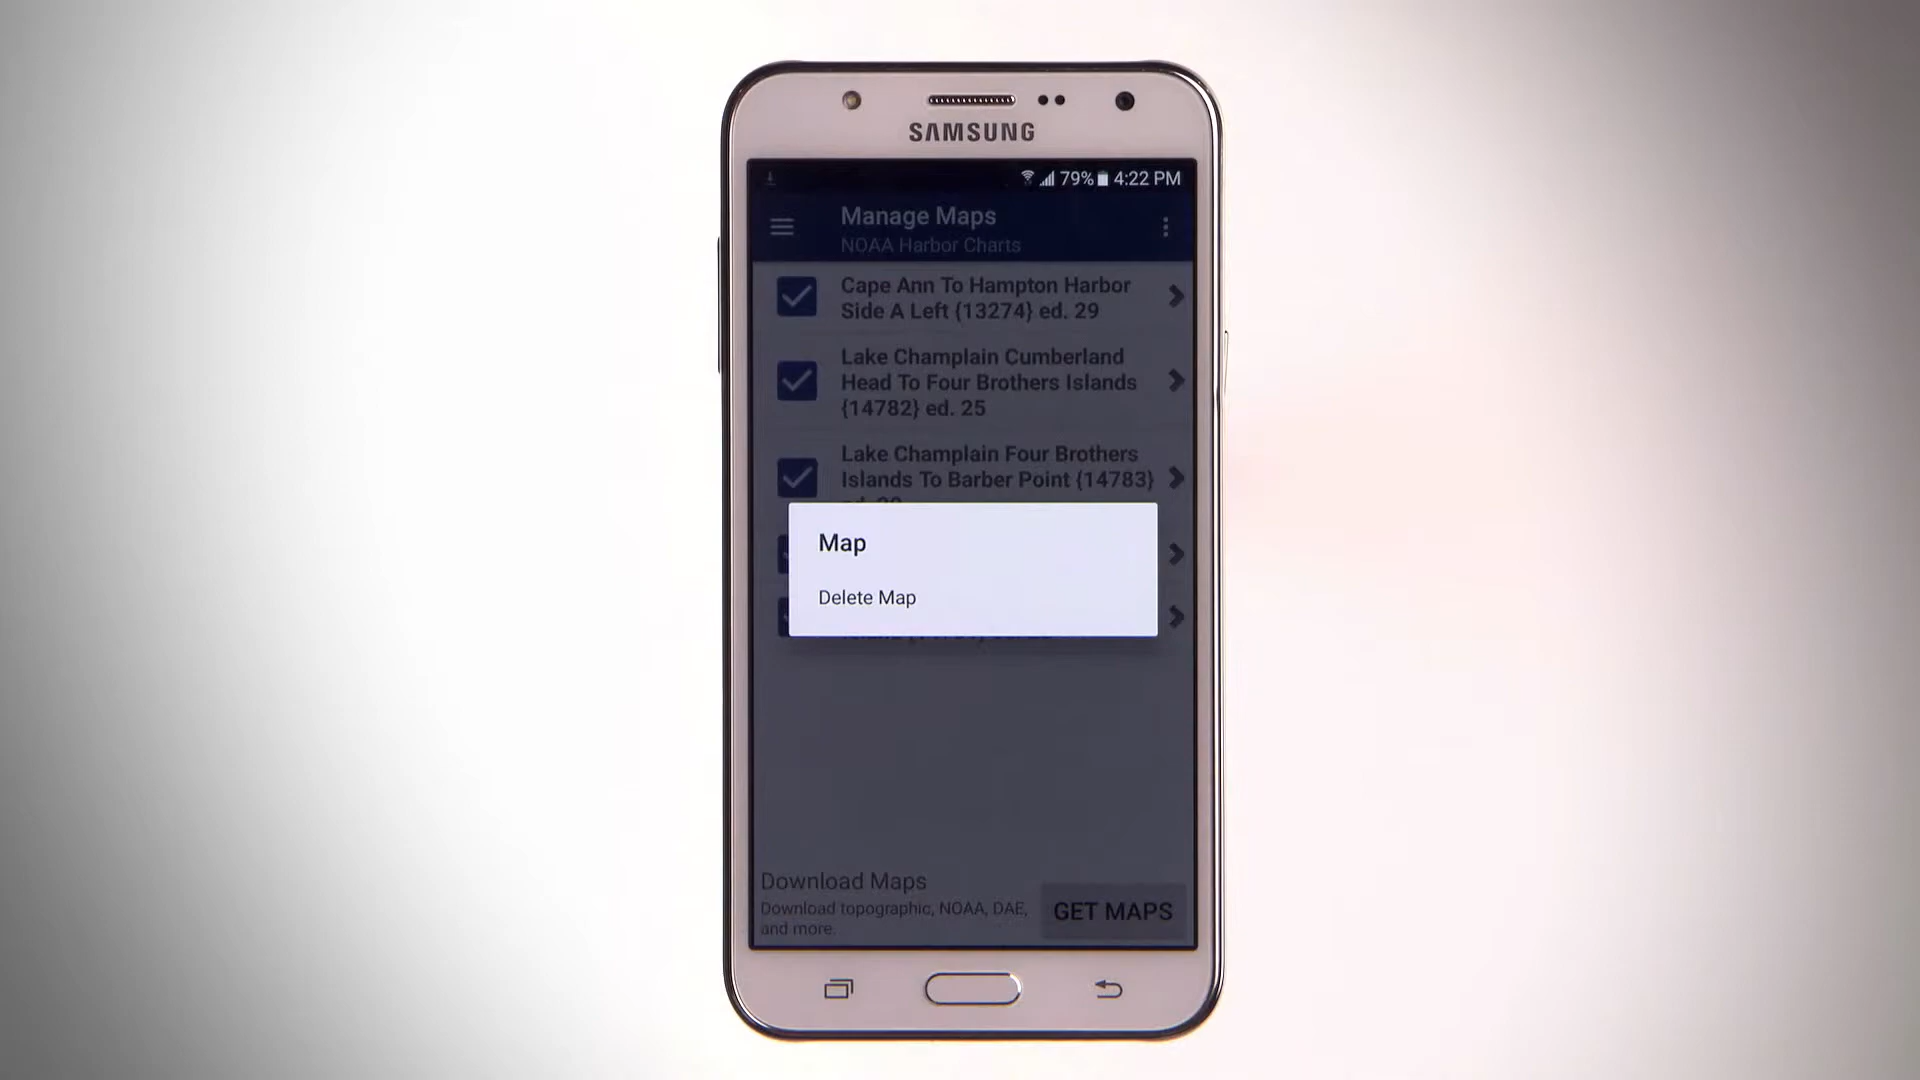 SAMSUNG
79% 4:22 PM
Manage Maps
NOAA Harbor Charts
Cape Ann To Hampton Harbor
Side A Left {13274} ed. 29
Lake Champlain Cumberland
Head To Four Brothers Islands
{14782} ed. 25
Lake Champlain Four Brothers
Islands To Barber Point {14783}
Map
Delete Map
Download Maps
Download topographic, NOAA, DAE,
and more.
GET MAPS